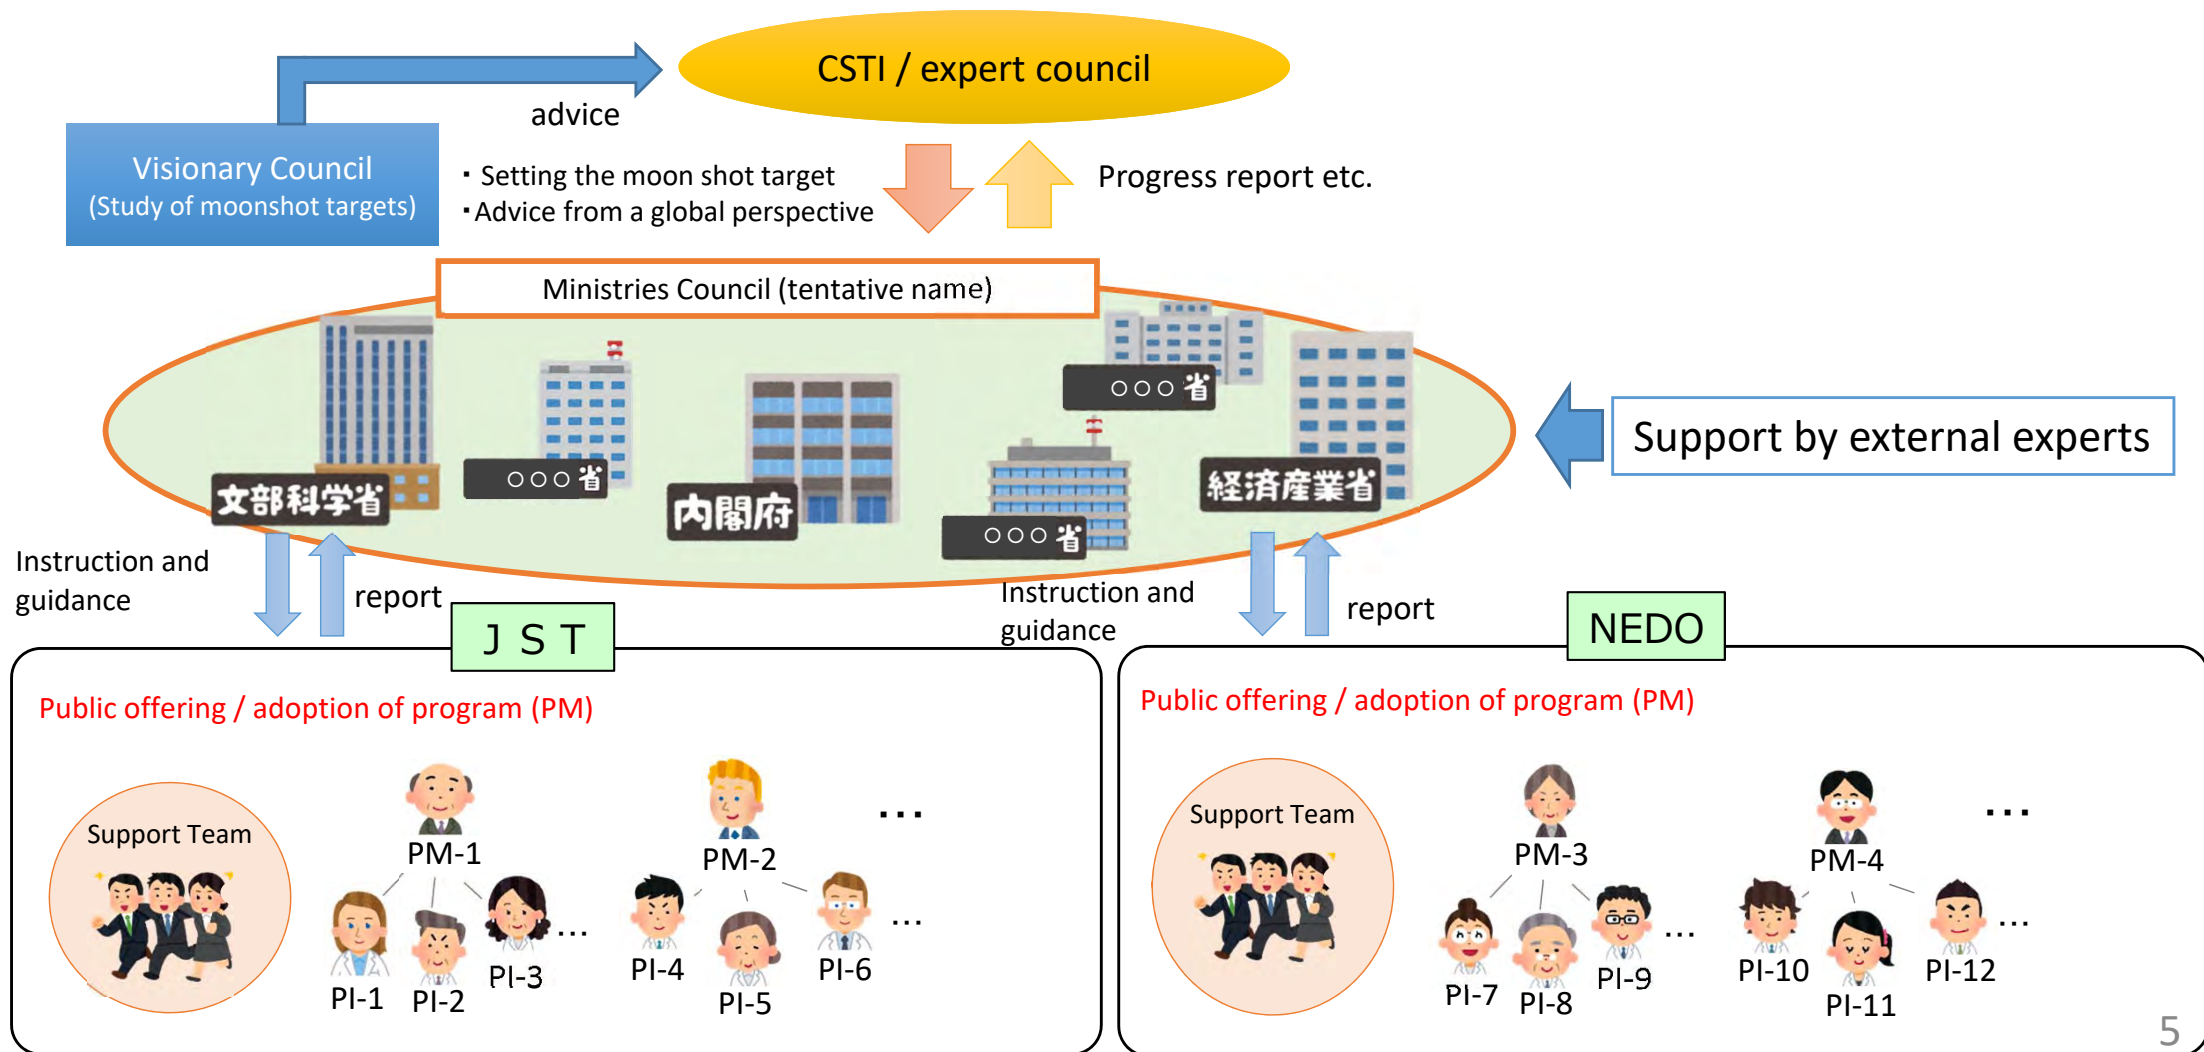 CSTI / expert council
advice
Visionary Council
(Study of moonshot targets)
・ Setting the moon shot target
・Advice from a global perspective
Progress report etc.
Ministries Council (tentative name)
文部科学省
○○○省
内閣府
○○○省
○○○省
経済産業省
Support by external experts
Instruction and
guidance
report
Instruction and
guidance
report
J S T
Public offering / adoption of program (PM)
Support Team
PM-1
PM-2
...
PI-1
PI-2
PI-3
...
PI-4
PI-5
PI-6
...
NEDO
Public offering / adoption of program (PM)
Support Team
PM-3
PM-4
...
PI-7
PI-8
PI-9
...
PI-10
PI-11
PI-12
...
5